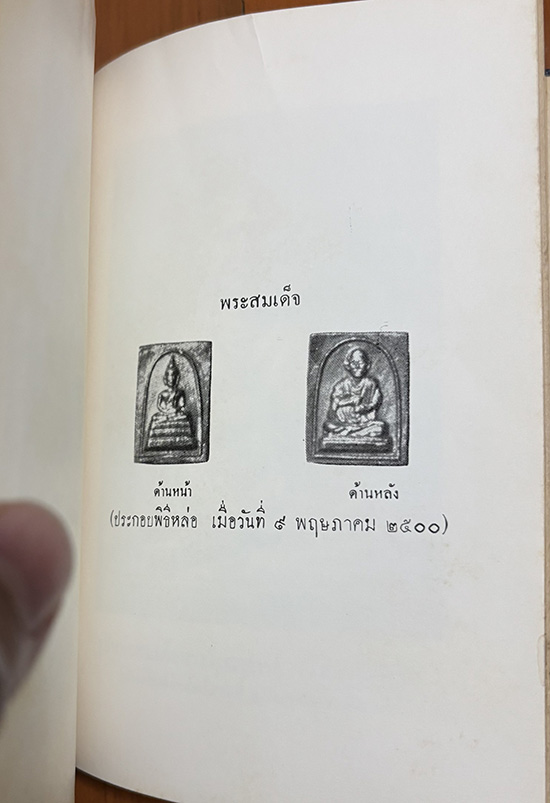 พระสมเด็จ
ด้านหน้า ด้านหลัง
(ประกอบพิธีหล่อ เมื่อวันที่ ๙ พฤษภาคม ๒๕๐๐)